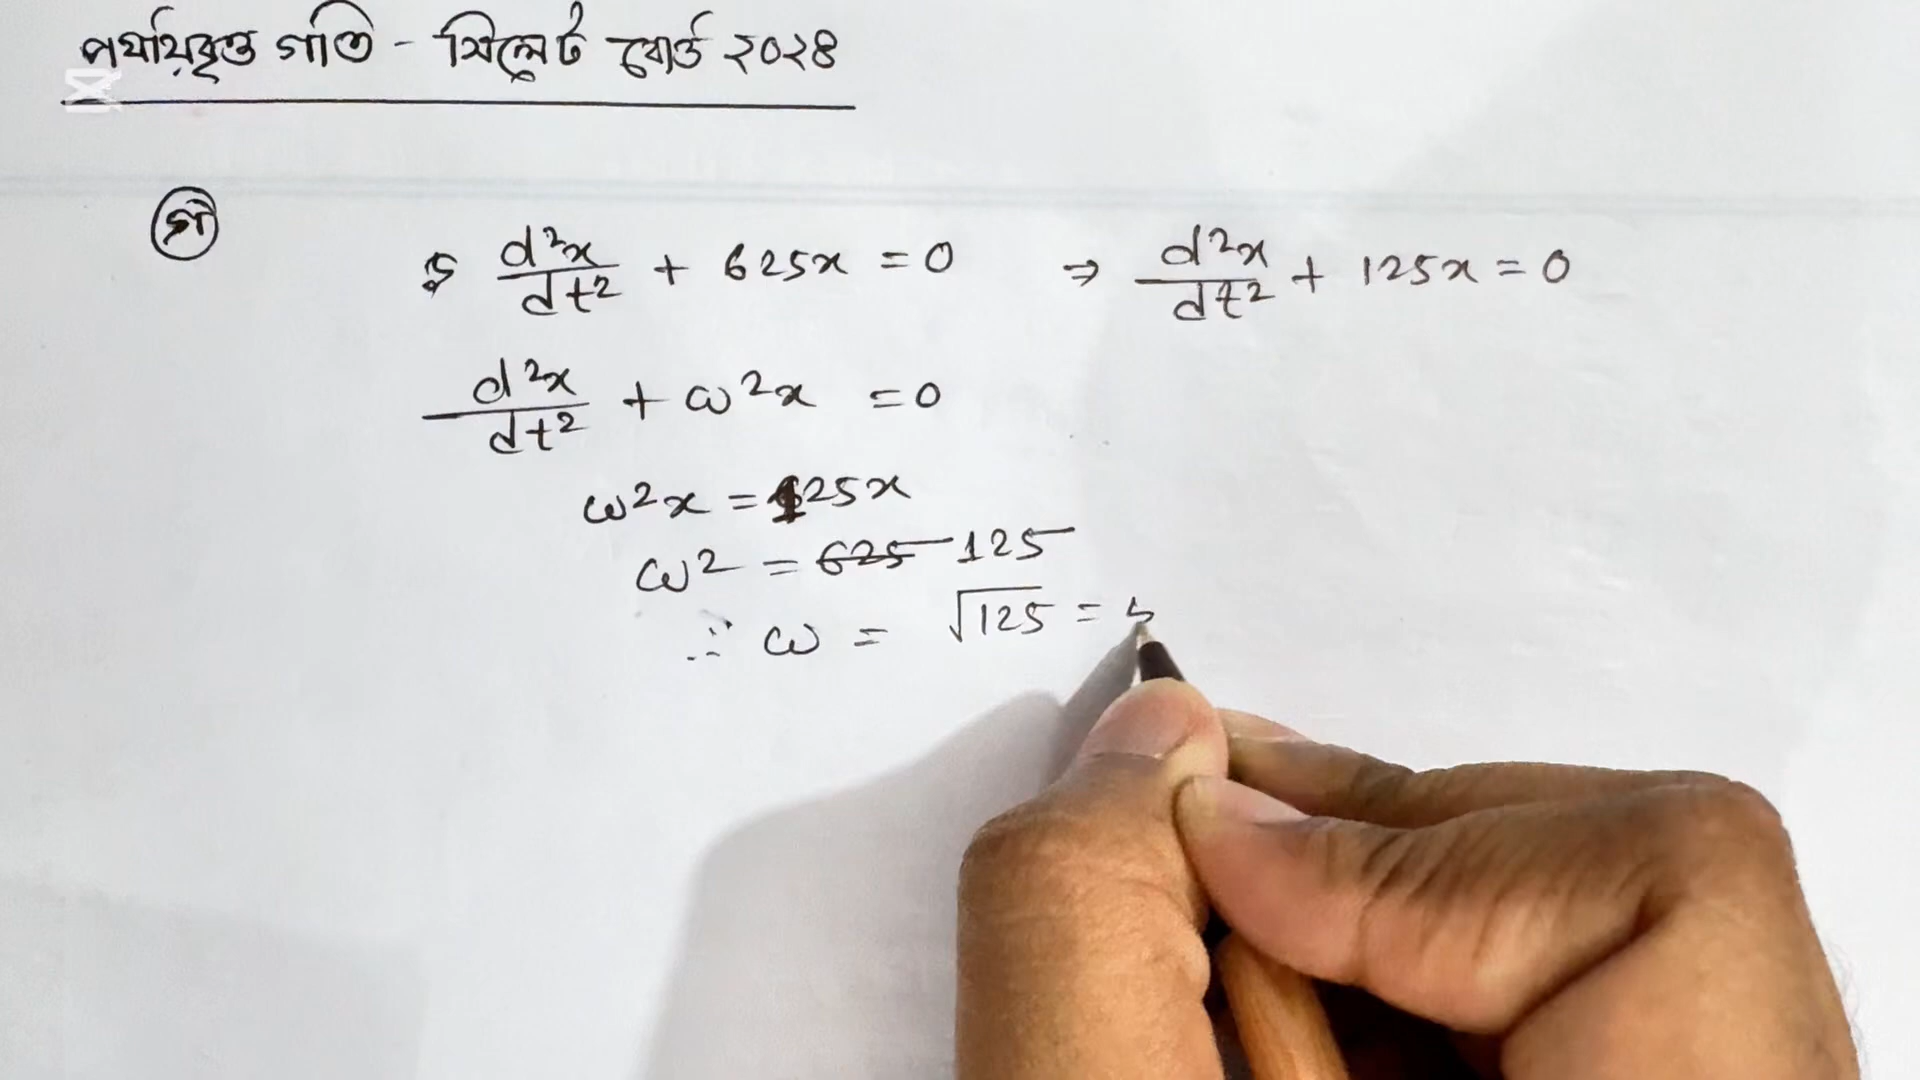 পর্যায়বৃত্ত গতি - সিলেট বোর্ড ২০২৪
গ
5 d²x/dt² + 625x = 0 ⇒ d²x/dt² + 125x = 0
d²x/dt² + ω²x = 0
ω²x = 125x
ω² = 625 125
∴ ω = √125 = 5